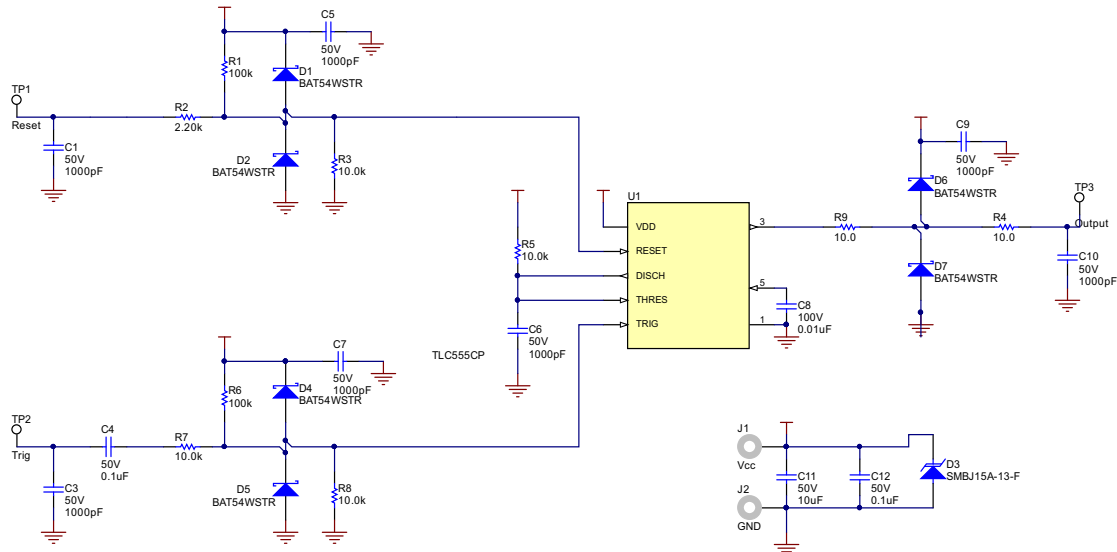 C5
50V
1000pF
R1
100k
D1
BAT54WSTR
TP1
Reset
R2
2.20k
C1
50V
1000pF
D2
BAT54WSTR
R3
10.0k
C9
50V
1000pF
D6
BAT54WSTR
TP3
Output
R9
10.0
R4
10.0
D7
BAT54WSTR
C10
50V
1000pF
U1
VDD
RESET
DISCH
THRES
TRIG
3
5
1
R5
10.0k
C6
50V
1000pF
TLC555CP
C8
100V
0.01uF
C7
50V
1000pF
R6
100k
D4
BAT54WSTR
TP2
Trig
C4
50V
0.1uF
R7
10.0k
C3
50V
1000pF
D5
BAT54WSTR
R8
10.0k
J1
Vcc
C11
50V
10uF
C12
50V
0.1uF
D3
SMBJ15A-13-F
J2
GND